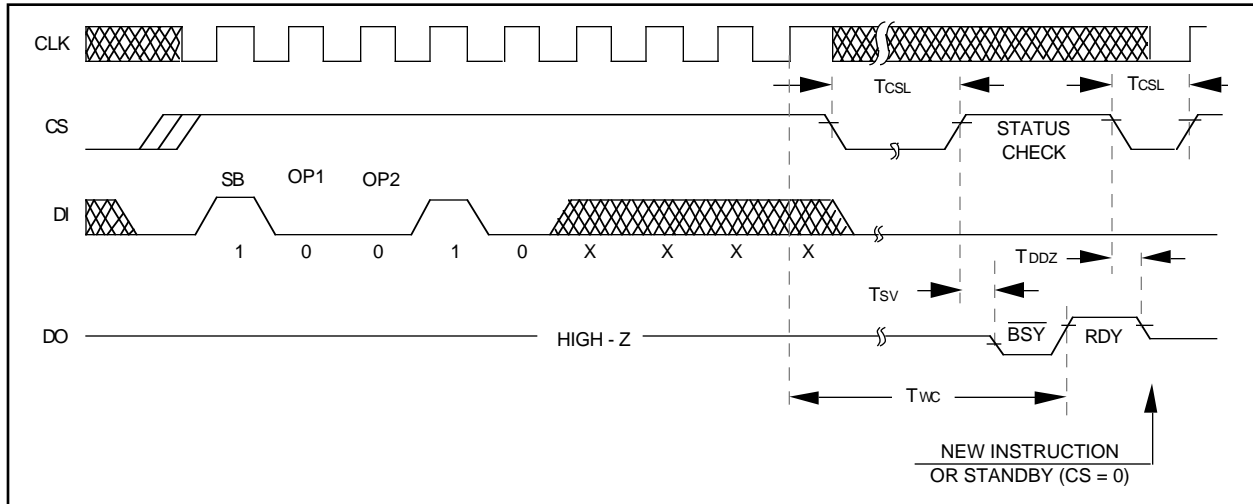 CLK
TCSL
TCSL
CS
STATUS
CHECK
SB OP1 OP2
DI
1 0 0 1 0 X X X X
TDDZ
TSV
DO
HIGH - Z
BSY
RDY
TWC
NEW INSTRUCTION
OR STANDBY (CS = 0)